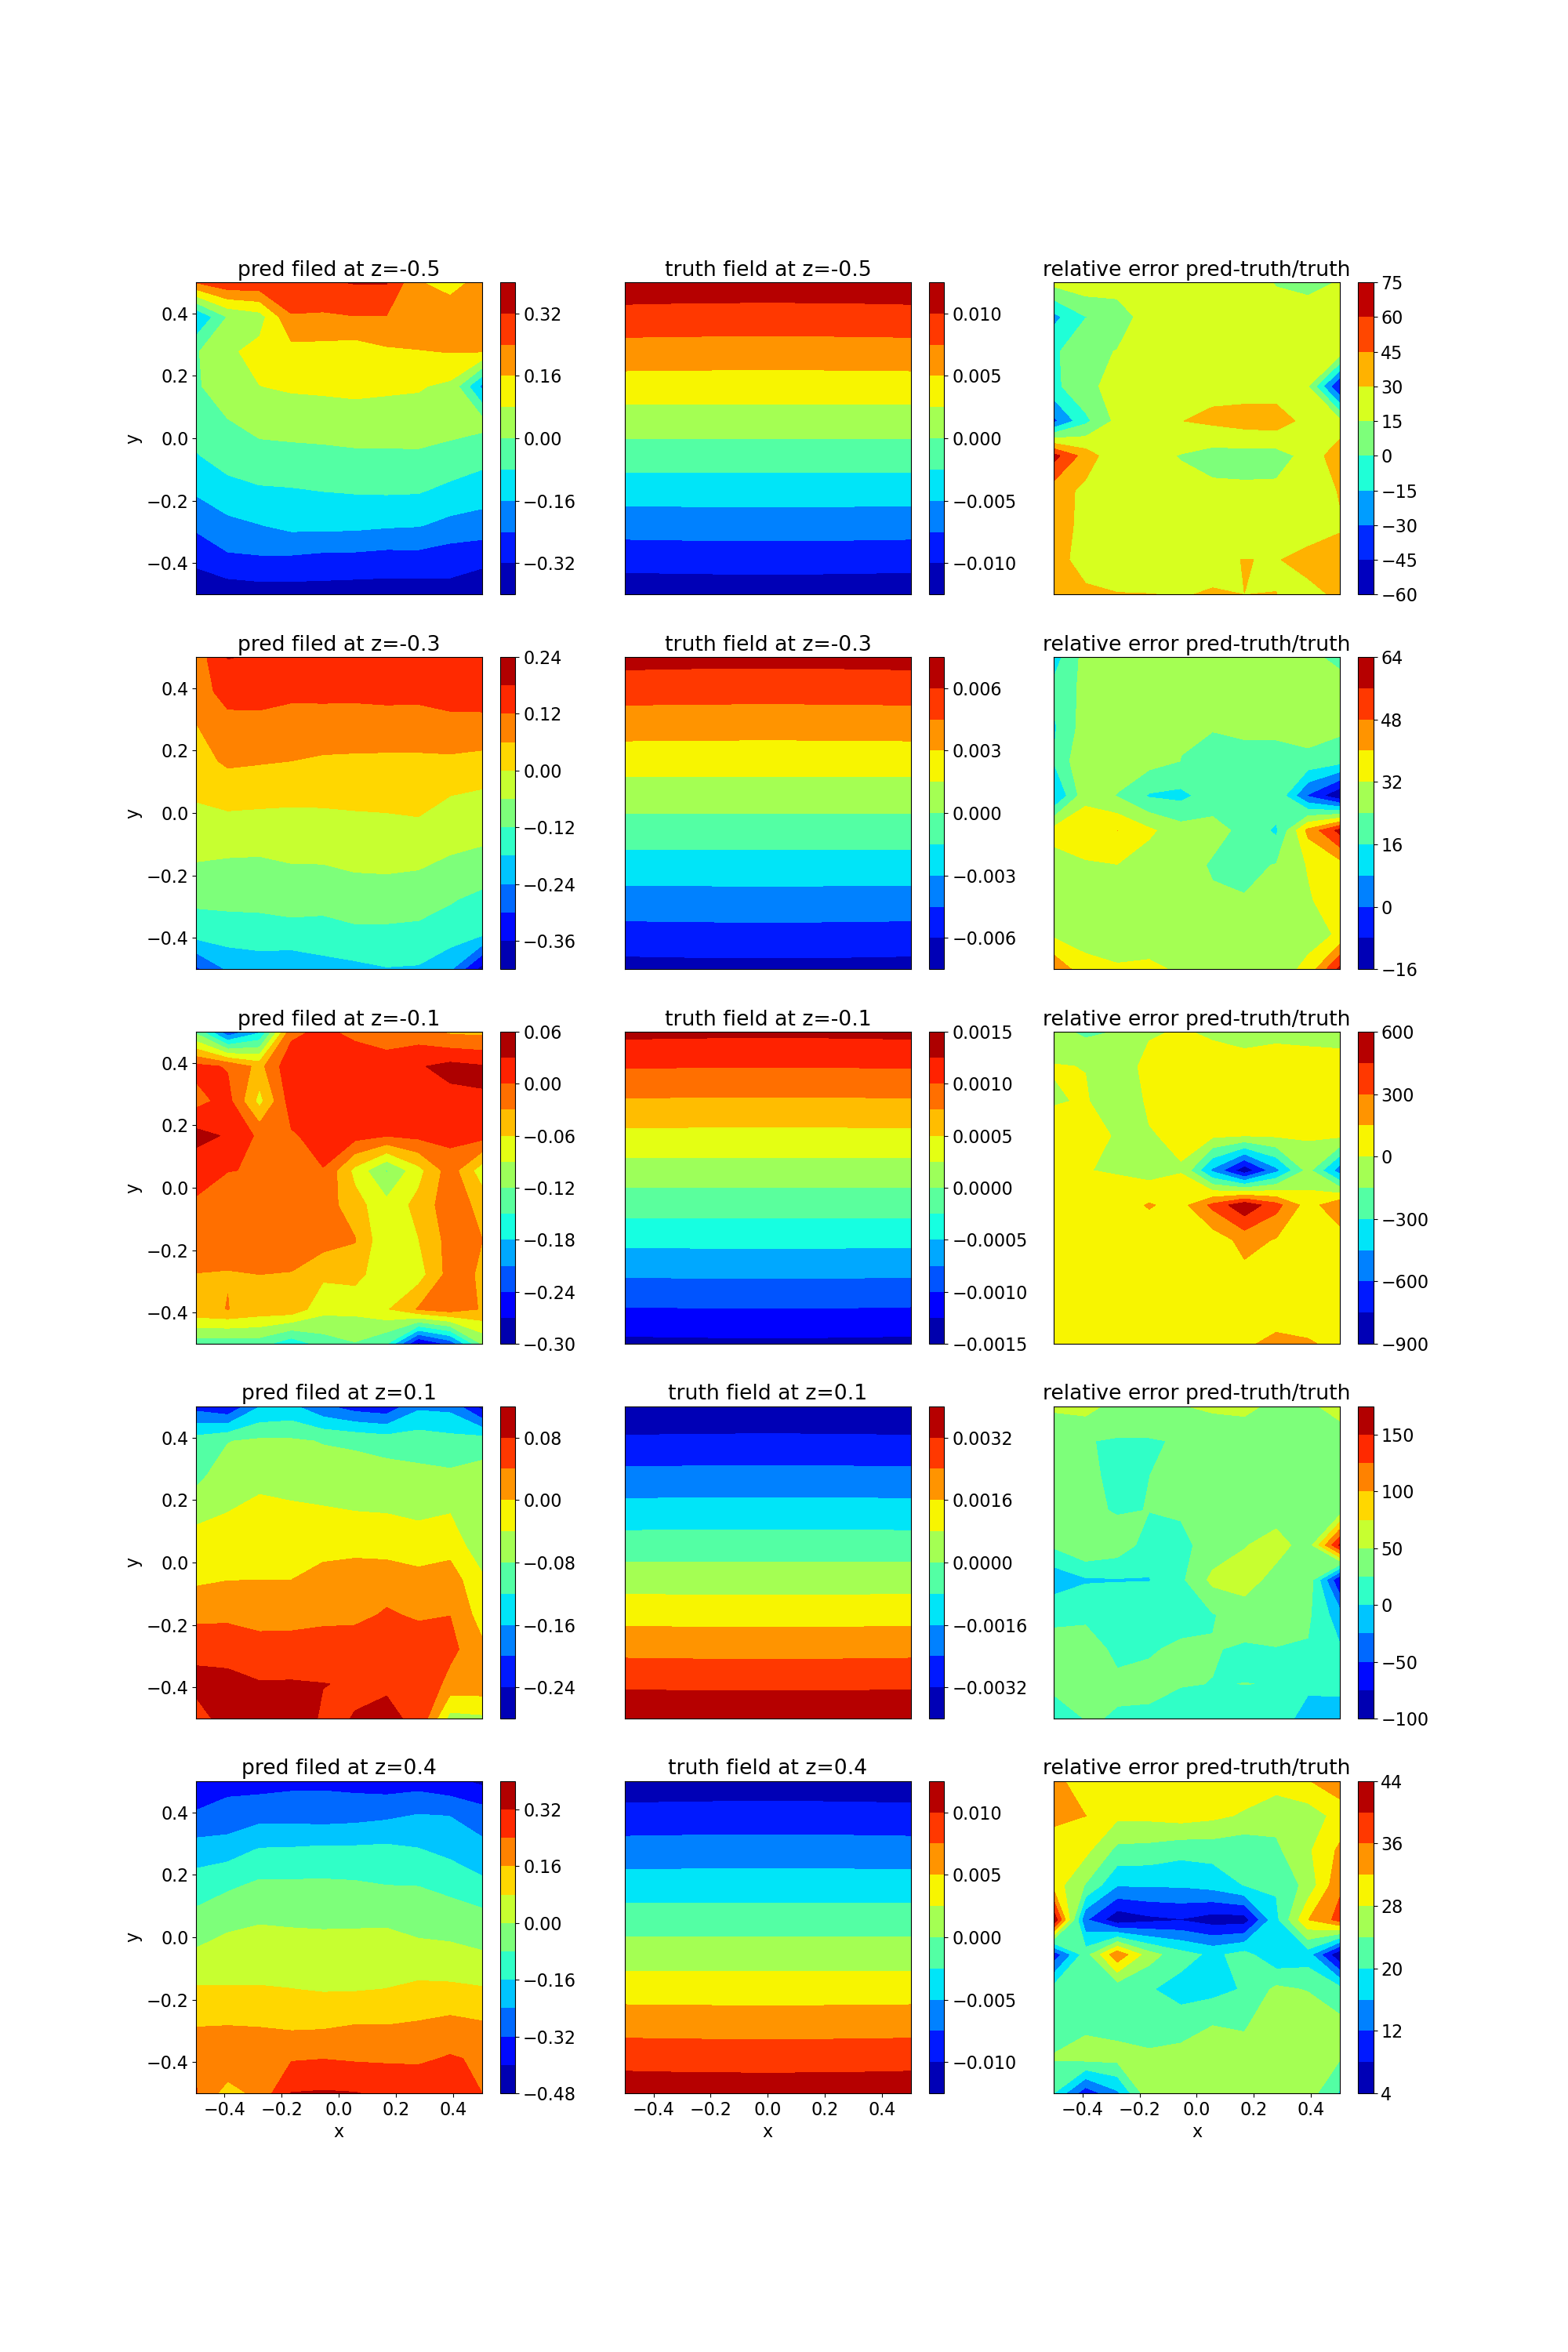 pred filed at z=-0.5 truth field at z=-0.5 relative error pred-truth/truth
y
0.4 0.2 0.0 −0.2 −0.4
0.32 0.16 0.00 −0.16 −0.32
0.010 0.005 0.000 −0.005 −0.010
75 60 45 30 15 0 −15 −30 −45 −60
pred filed at z=-0.3 truth field at z=-0.3 relative error pred-truth/truth
y
0.4 0.2 0.0 −0.2 −0.4
0.24 0.12 0.00 −0.12 −0.24 −0.36
0.006 0.003 0.000 −0.003 −0.006
64 48 32 16 0 −16
pred filed at z=-0.1 truth field at z=-0.1 relative error pred-truth/truth
y
0.4 0.2 0.0 −0.2 −0.4
0.06 0.00 −0.06 −0.12 −0.18 −0.24 −0.30
0.0015 0.0010 0.0005 0.0000 −0.0005 −0.0010 −0.0015
600 300 0 −300 −600 −900
pred filed at z=0.1 truth field at z=0.1 relative error pred-truth/truth
y
0.4 0.2 0.0 −0.2 −0.4
0.08 0.00 −0.08 −0.16 −0.24
0.0032 0.0016 0.0000 −0.0016 −0.0032
150 100 50 0 −50 −100
pred filed at z=0.4 truth field at z=0.4 relative error pred-truth/truth
y
0.4 0.2 0.0 −0.2 −0.4
0.32 0.16 0.00 −0.16 −0.32 −0.48
0.010 0.005 0.000 −0.005 −0.010
44 36 28 20 12 4
−0.4 −0.2 0.0 0.2 0.4 −0.4 −0.2 0.0 0.2 0.4 −0.4 −0.2 0.0 0.2 0.4
x x x